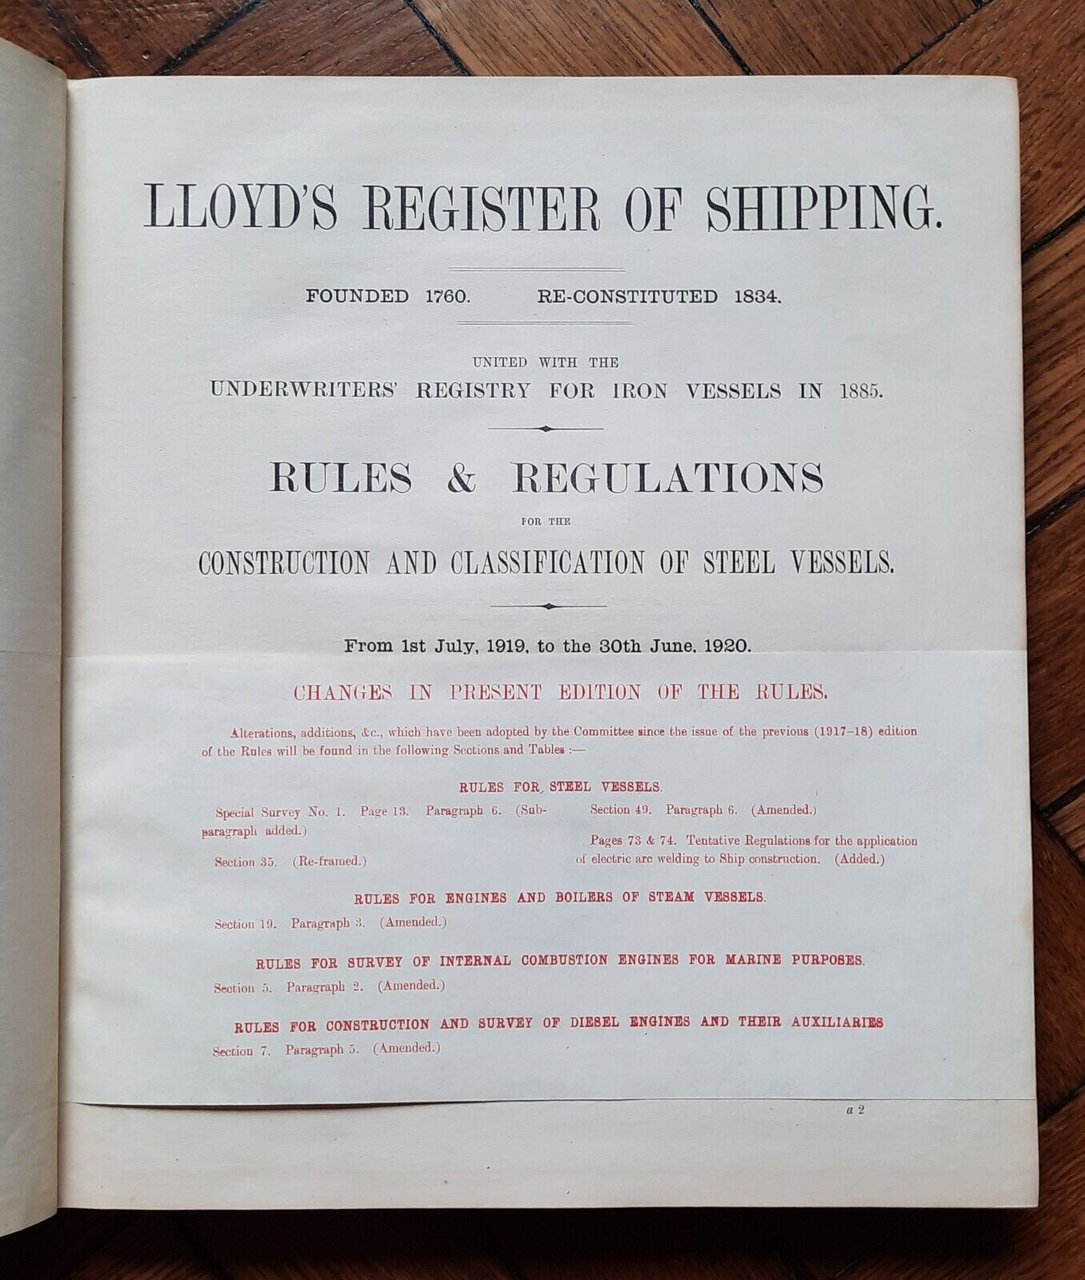 LLOYD'S REGISTER OF SHIPPING.
FOUNDED 1760. RE-CONSTITUTED 1834.
UNITED WITH THE
UNDERWRITERS' REGISTRY FOR IRON VESSELS IN 1885.
RULES & REGULATIONS
FOR THE
CONSTRUCTION AND CLASSIFICATION OF STEEL VESSELS.
From 1st July, 1919, to the 30th June, 1920.
CHANGES IN PRESENT EDITION OF THE RULES.
Alterations, additions, &c., which have been adopted by the Committee since the issue of the previous (1917-18) edition
of the Rules will be found in the following Sections and Tables :—
RULES FOR STEEL VESSELS.
Special Survey No. 1. Page 13. Paragraph 6. (Sub-
paragraph added.)
Section 35. (Re-framed.)
Section 49. Paragraph 6. (Amended.)
Pages 73 & 74. Tentative Regulations for the application
of electric arc welding to Ship construction. (Added.)
RULES FOR ENGINES AND BOILERS OF STEAM VESSELS.
Section 19. Paragraph 3. (Amended.)
RULES FOR SURVEY OF INTERNAL COMBUSTION ENGINES FOR MARINE PURPOSES.
Section 5. Paragraph 2. (Amended.)
RULES FOR CONSTRUCTION AND SURVEY OF DIESEL ENGINES AND THEIR AUXILIARIES
Section 7. Paragraph 5. (Amended.)
a 2